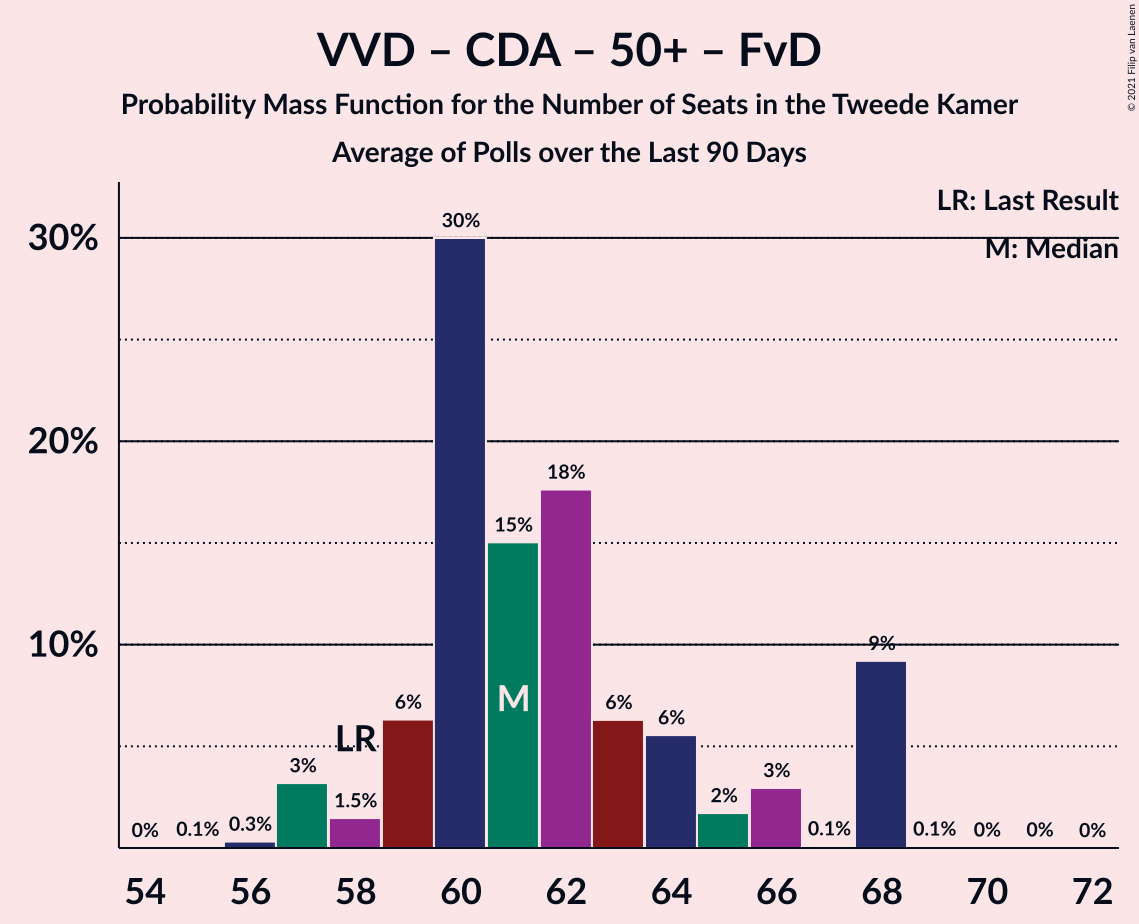 VVD – CDA – 50+ – FvD
Probability Mass Function for the Number of Seats in the Tweede Kamer
Average of Polls over the Last 90 Days
© 2021 Filip van Laenen
LR: Last Result
M: Median
30%
20%
10%
0%
0.1%
0.3%
3%
1.5%
LR
6%
30%
15%
M
18%
6%
6%
2%
3%
0.1%
9%
0.1%
0%
0%
0%
54 56 58 60 62 64 66 68 70 72